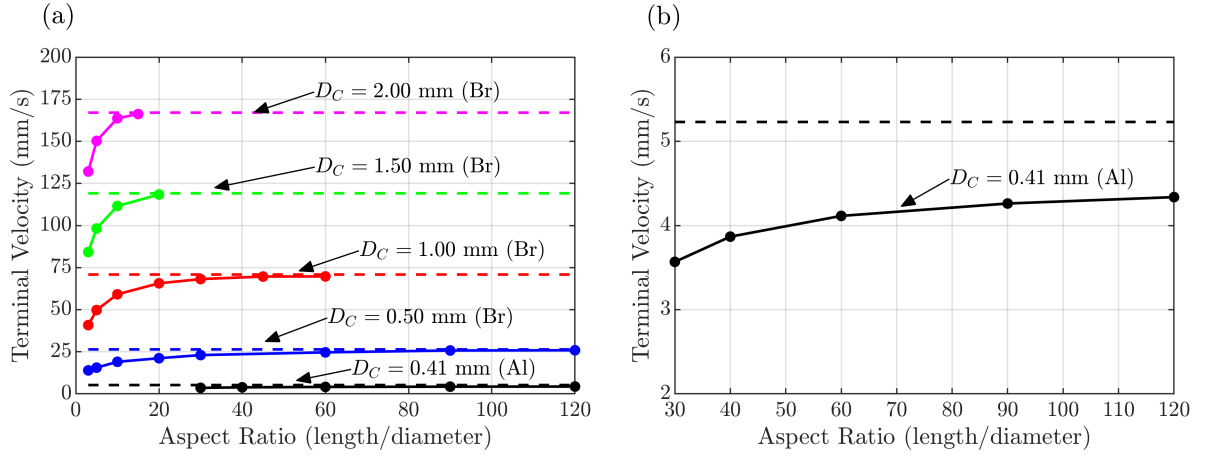 (a)
(b)
200
175
150
125
100
75
50
25
0
Terminal Velocity (mm/s)
D_C = 2.00 mm (Br)
D_C = 1.50 mm (Br)
D_C = 1.00 mm (Br)
D_C = 0.50 mm (Br)
D_C = 0.41 mm (Al)
0 20 40 60 80 100 120
Aspect Ratio (length/diameter)
6
5
4
3
2
Terminal Velocity (mm/s)
D_C = 0.41 mm (Al)
30 40 50 60 70 80 90 100 110 120
Aspect Ratio (length/diameter)